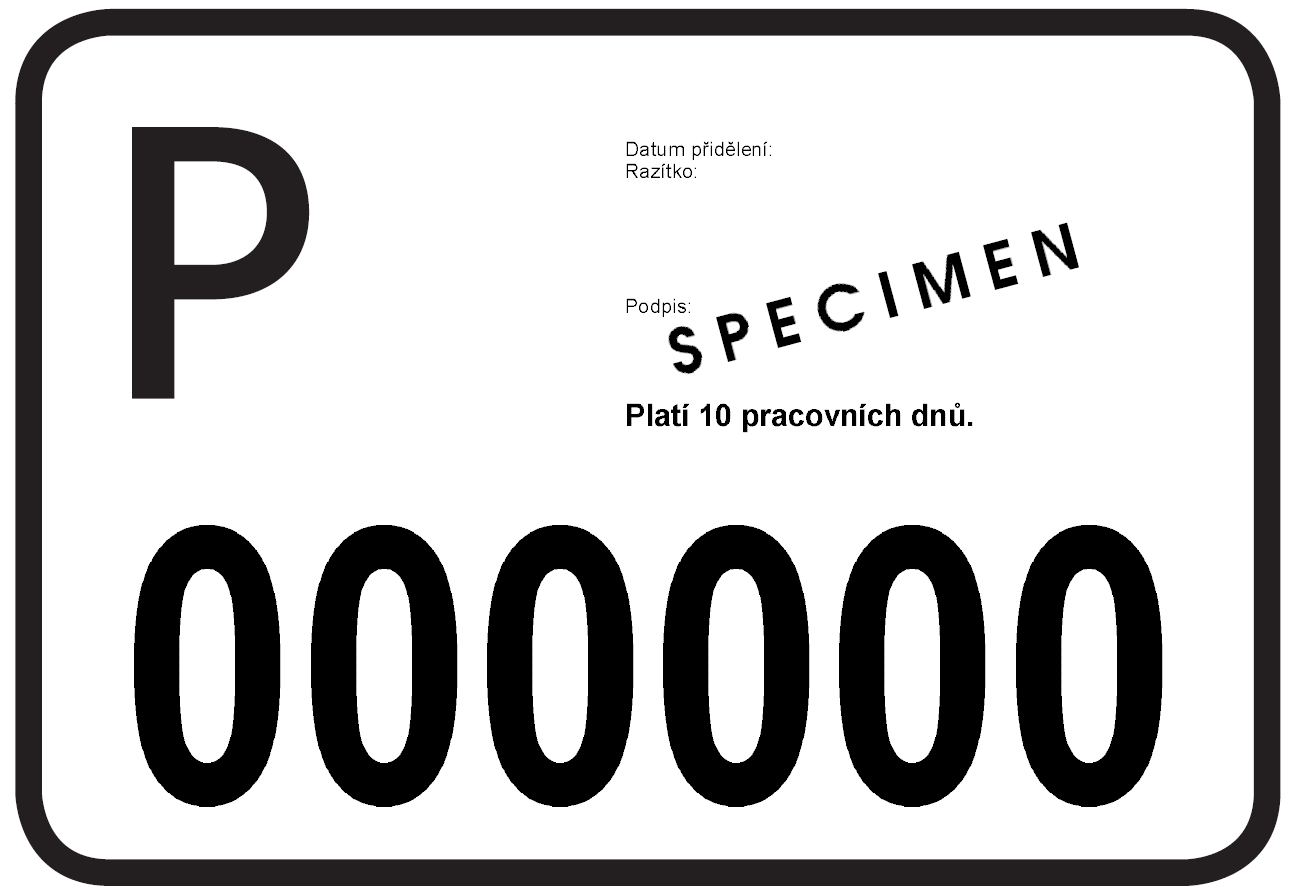 P
Datum přidělení:
Razítko:
Podpis:
SPECIMEN
Platí 10 pracovních dnů.
000000